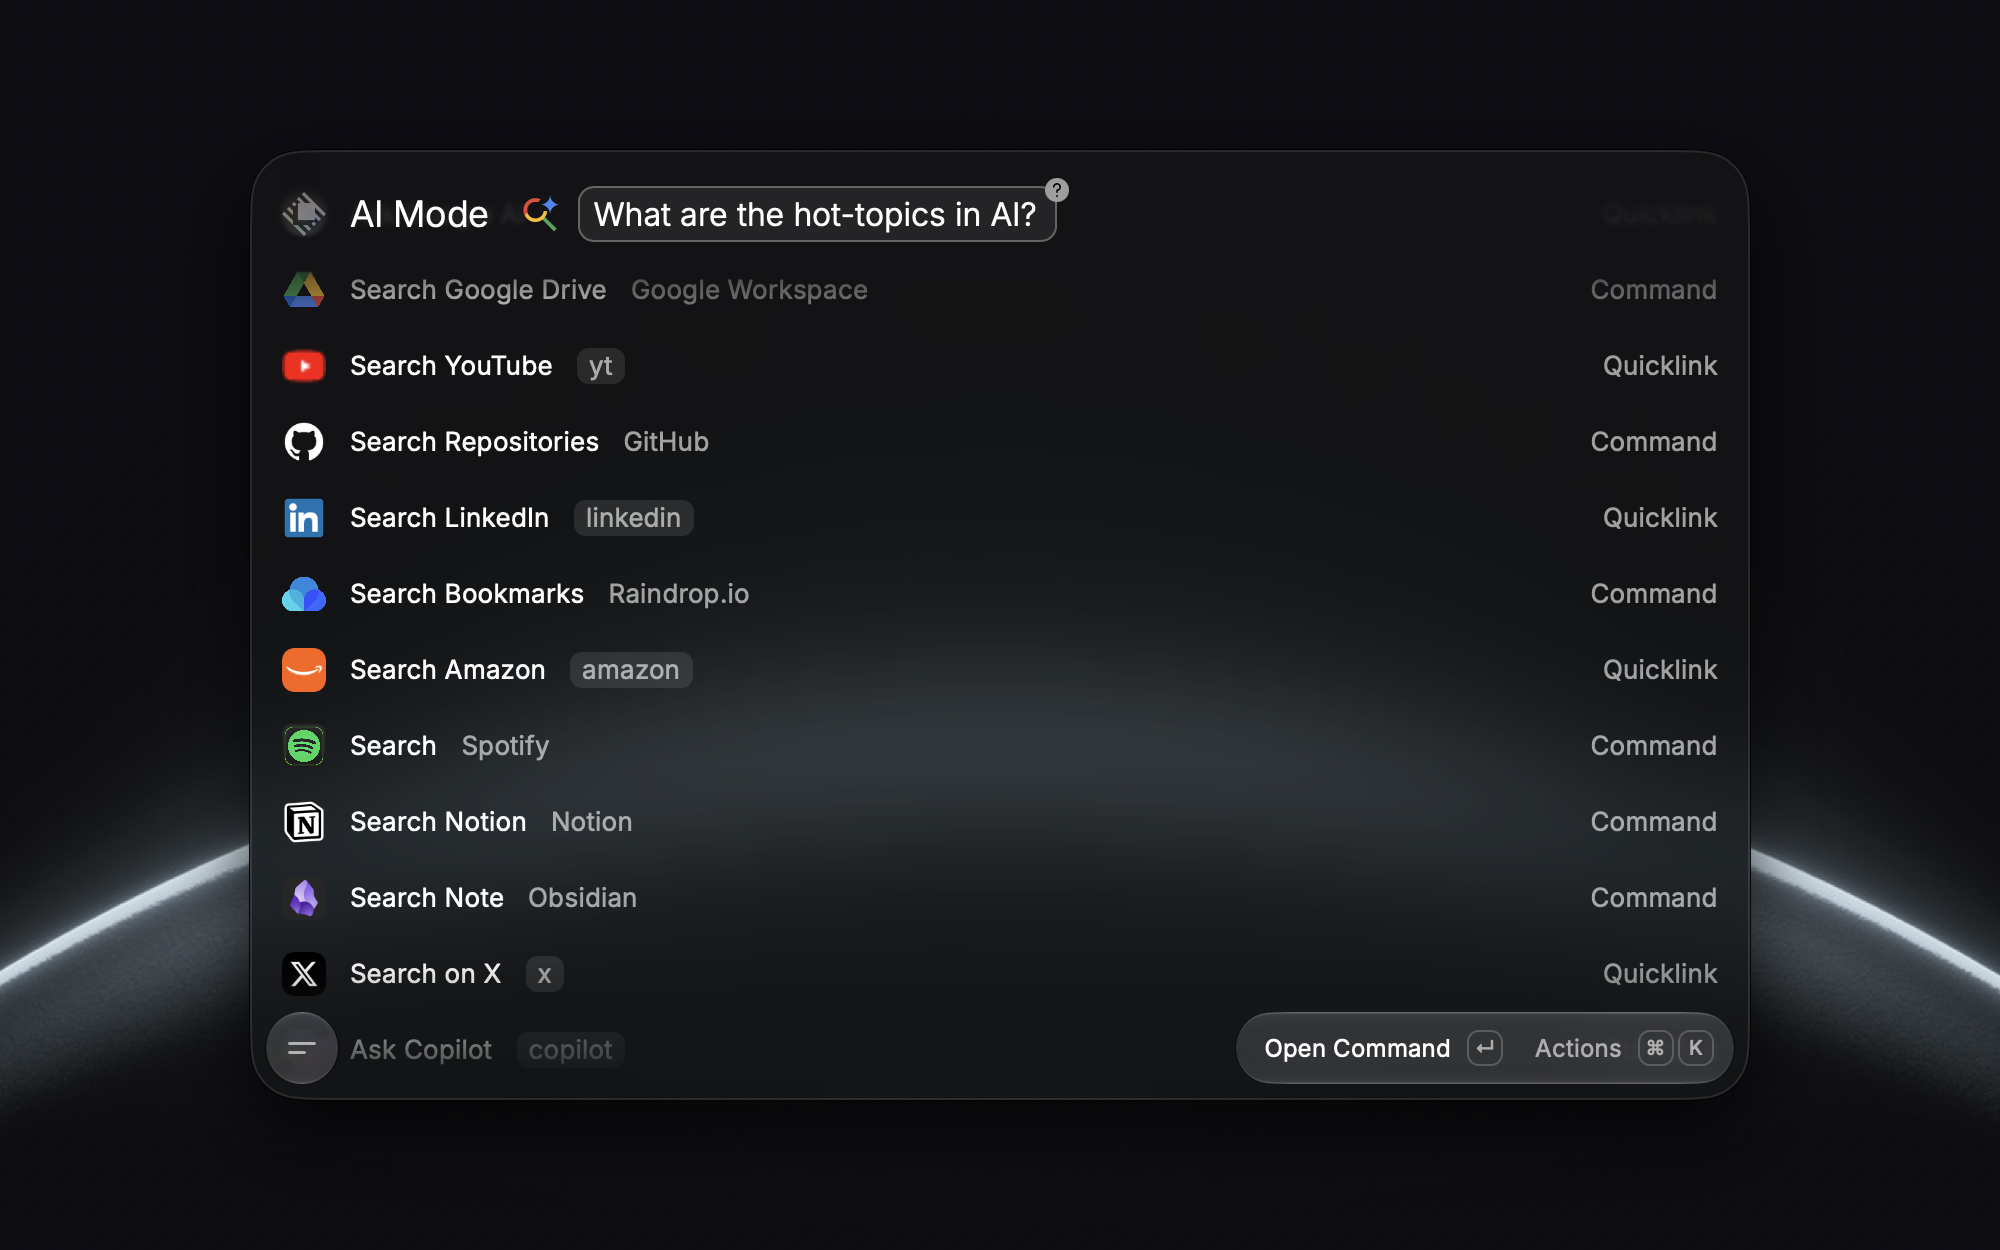 AI Mode What are the hot-topics in AI? ?
Quicklink
Search Google Drive Google Workspace Command
Search YouTube yt Quicklink
Search Repositories GitHub Command
in Search LinkedIn linkedin Quicklink
Search Bookmarks Raindrop.io Command
Search Amazon amazon Quicklink
Search Spotify Command
N Search Notion Notion Command
Search Note Obsidian Command
X Search on X x Quicklink
Ask Copilot copilot Open Command ↵ Actions ⌘ K